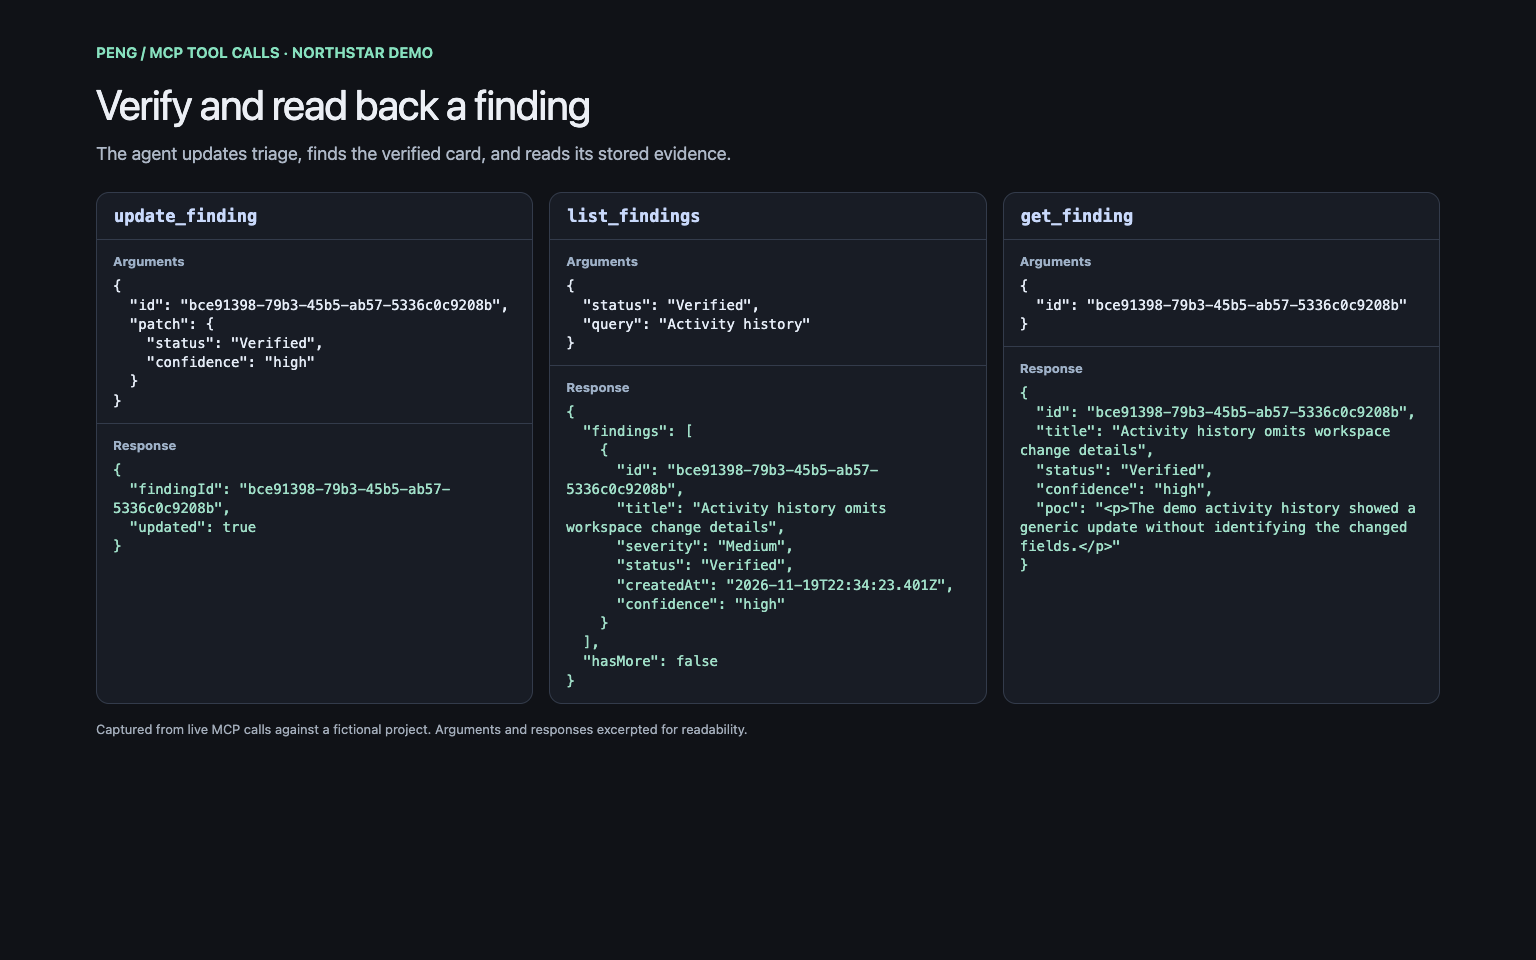 PENG / MCP TOOL CALLS · NORTHSTAR DEMO
Verify and read back a finding
The agent updates triage, finds the verified card, and reads its stored evidence.
update_finding
Arguments
{
  "id": "bce91398-79b3-45b5-ab57-5336c0c9208b",
  "patch": {
    "status": "Verified",
    "confidence": "high"
  }
}
Response
{
  "findingId": "bce91398-79b3-45b5-ab57-
5336c0c9208b",
  "updated": true
}
list_findings
Arguments
{
  "status": "Verified",
  "query": "Activity history"
}
Response
{
  "findings": [
    {
      "id": "bce91398-79b3-45b5-ab57-
5336c0c9208b",
      "title": "Activity history omits
workspace change details",
      "severity": "Medium",
      "status": "Verified",
      "createdAt": "2026-11-19T22:34:23.401Z",
      "confidence": "high"
    }
  ],
  "hasMore": false
}
get_finding
Arguments
{
  "id": "bce91398-79b3-45b5-ab57-5336c0c9208b"
}
Response
{
  "id": "bce91398-79b3-45b5-ab57-5336c0c9208b",
  "title": "Activity history omits workspace
change details",
  "status": "Verified",
  "confidence": "high",
  "poc": "<p>The demo activity history showed a
generic update without identifying the changed
fields.</p>"
}
Captured from live MCP calls against a fictional project. Arguments and responses excerpted for readability.